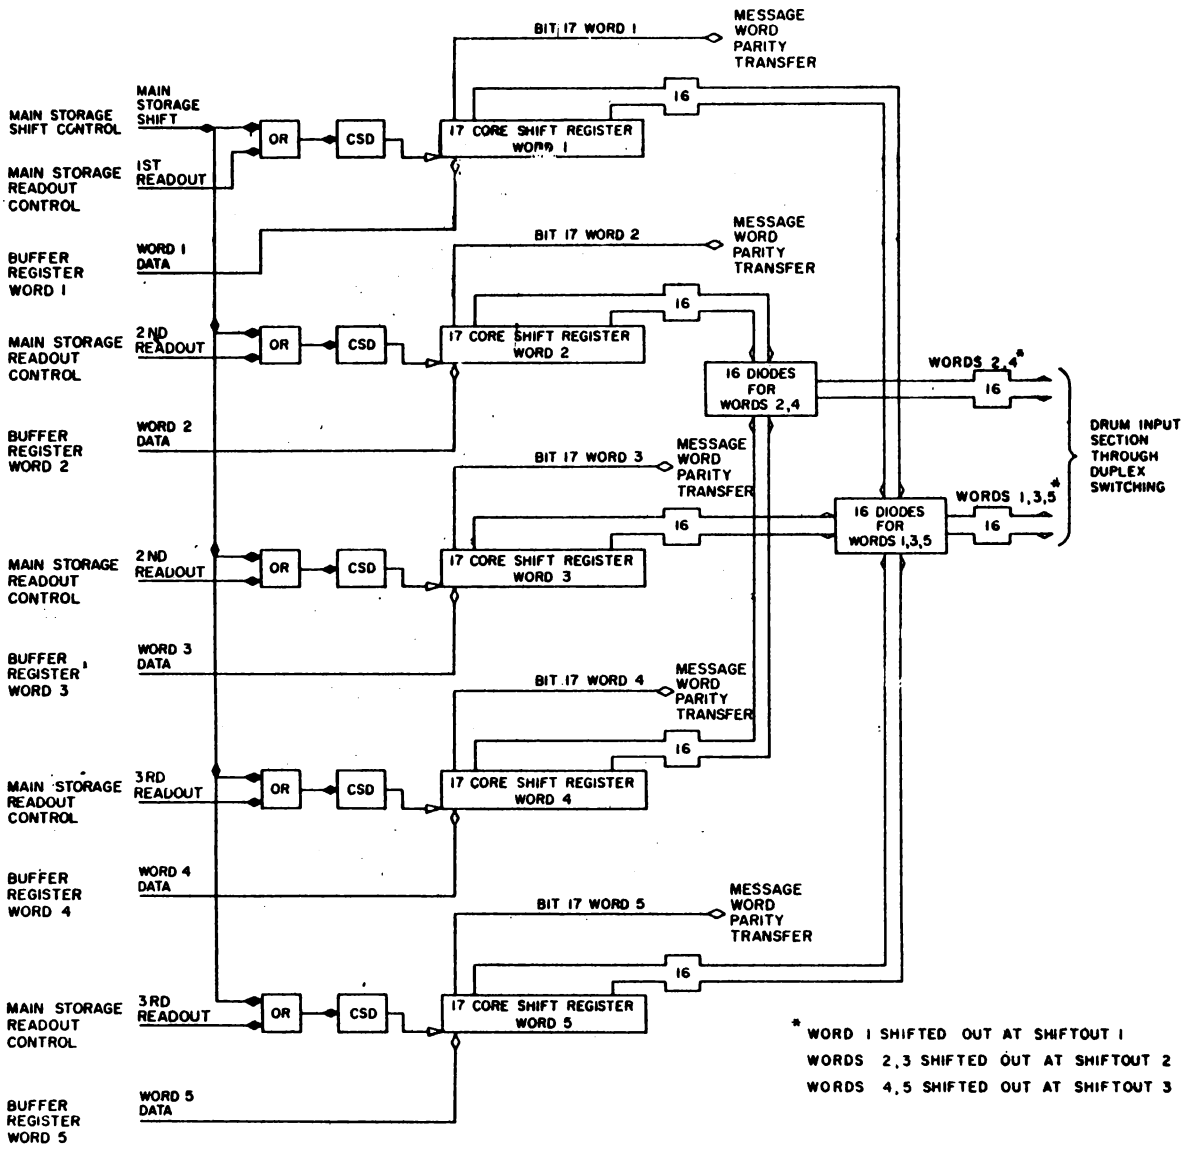 BIT 17 WORD 1
MESSAGE
WORD
PARITY
TRANSFER
MAIN STORAGE
SHIFT CONTROL
MAIN
STORAGE
SHIFT
OR
CSD
17 CORE SHIFT REGISTER
WORD 1
16
MAIN STORAGE
READOUT
CONTROL
1ST
READOUT
BUFFER
REGISTER
WORD 1
WORD 1
DATA
BIT 17 WORD 2
MESSAGE
WORD
PARITY
TRANSFER
MAIN STORAGE
READOUT
CONTROL
2ND
READOUT
OR
CSD
17 CORE SHIFT REGISTER
WORD 2
16
16 DIODES
FOR
WORDS 2,4
WORDS 2,4*
16
BUFFER
REGISTER
WORD 2
WORD 2
DATA
BIT 17 WORD 3
MESSAGE
WORD
PARITY
TRANSFER
DRUM INPUT
SECTION
THROUGH
DUPLEX
SWITCHING
WORDS 1,3,5*
16
16 DIODES
FOR
WORDS 1,3,5
MAIN STORAGE
READOUT
CONTROL
2ND
READOUT
OR
CSD
17 CORE SHIFT REGISTER
WORD 3
16
BUFFER
REGISTER
WORD 3
WORD 3
DATA
BIT 17 WORD 4
MESSAGE
WORD
PARITY
TRANSFER
MAIN STORAGE
READOUT
CONTROL
3RD
READOUT
OR
CSD
17 CORE SHIFT REGISTER
WORD 4
16
BUFFER
REGISTER
WORD 4
WORD 4
DATA
BIT 17 WORD 5
MESSAGE
WORD
PARITY
TRANSFER
MAIN STORAGE
READOUT
CONTROL
3RD
READOUT
OR
CSD
17 CORE SHIFT REGISTER
WORD 5
16
BUFFER
REGISTER
WORD 5
WORD 5
DATA
* WORD 1 SHIFTED OUT AT SHIFTOUT 1
WORDS 2,3 SHIFTED OUT AT SHIFTOUT 2
WORDS 4,5 SHIFTED OUT AT SHIFTOUT 3